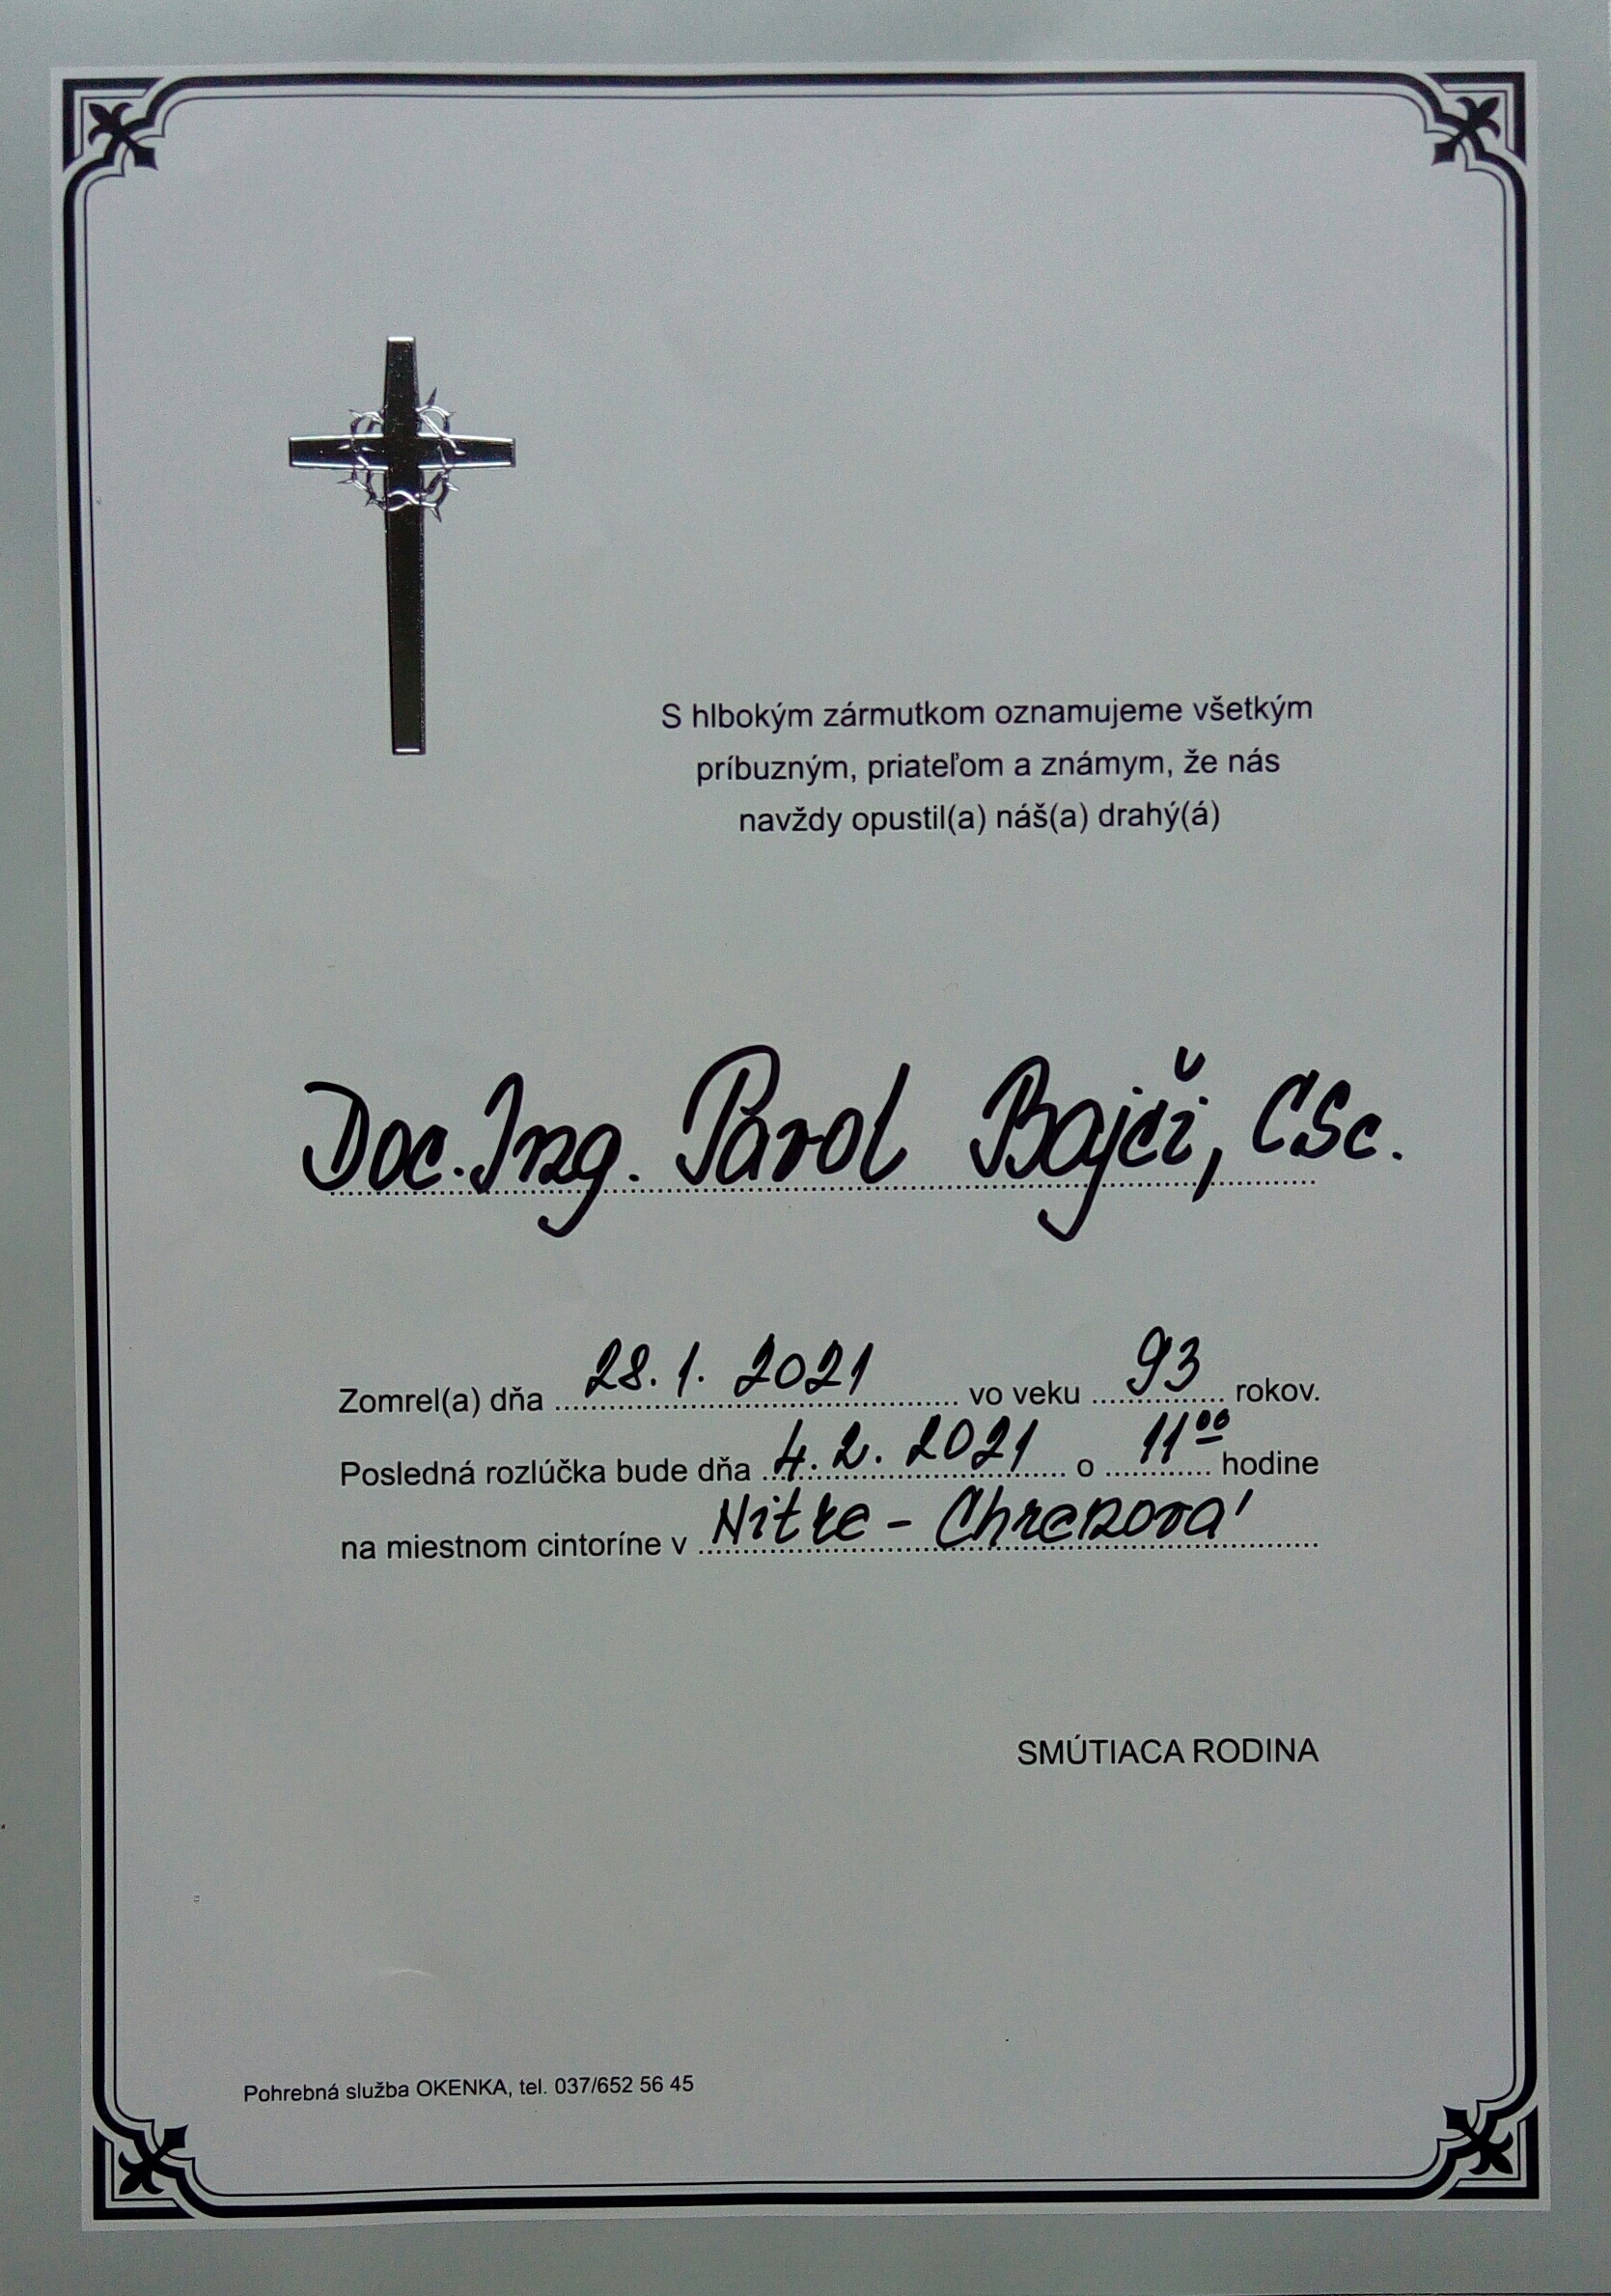 S hlbokým zármutkom oznamujeme všetkým
príbuzným, priateľom a známym, že nás
navždy opustil(a) náš(a) drahý(á)
Doc. Ing. Pavol Bajči, CSc.
Zomrel(a) dňa 28. 1. 2021 vo veku 93 rokov.
Posledná rozlúčka bude dňa 4. 2. 2021 o 11⁰⁰ hodine
na miestnom cintoríne v Nitre - Chrenová
SMÚTIACA RODINA
Pohrebná služba OKENKA, tel. 037/652 56 45